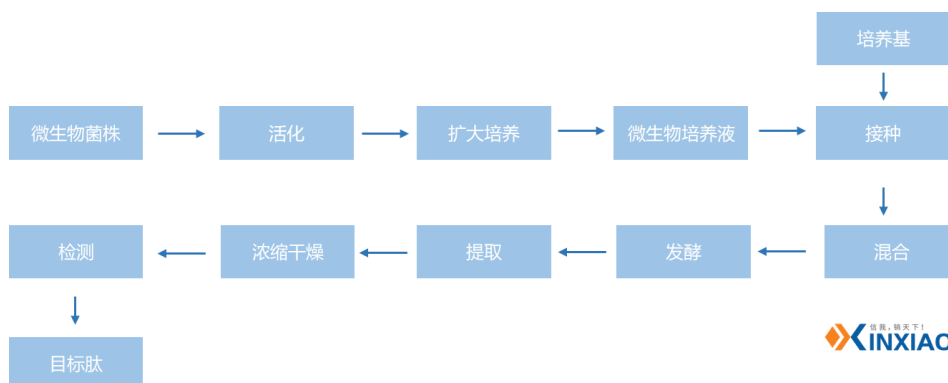 培养基
微生物菌株
活化
扩大培养
微生物培养液
接种
检测
浓缩干燥
提取
发酵
混合
信我，销天下！
INXIAO
目标肽